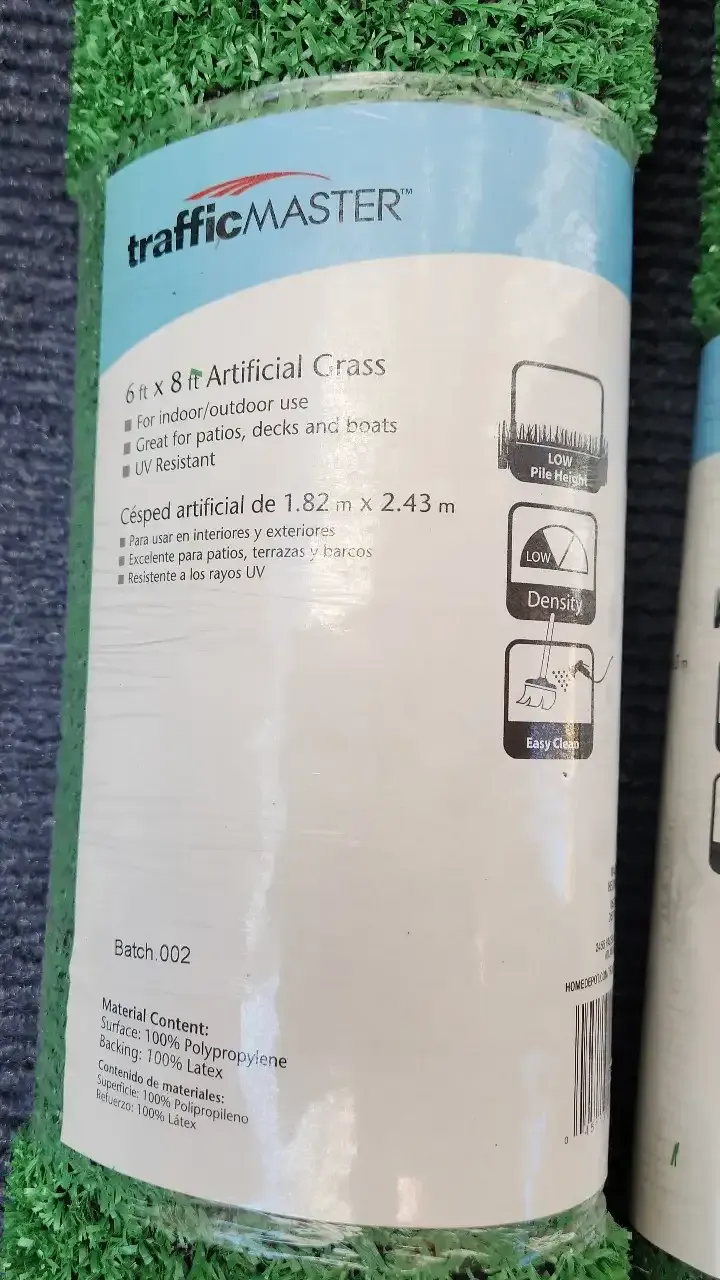 trafficMASTER™
6 ft x 8 ft Artificial Grass
■ For indoor/outdoor use
■ Great for patios, decks and boats
■ UV Resistant
Césped artificial de 1.82 m x 2.43 m
■ Para usar en interiores y exteriores
■ Excelente para patios, terrazas y barcos
■ Resistente a los rayos UV
LOW
Pile Height
LOW
Density
Easy Clean
Batch.002
Material Content:
Surface: 100% Polypropylene
Backing: 100% Latex
Contenido de materiales:
Superficie: 100% Polipropileno
Refuerzo: 100% Látex
HOMEDEPOT.COM